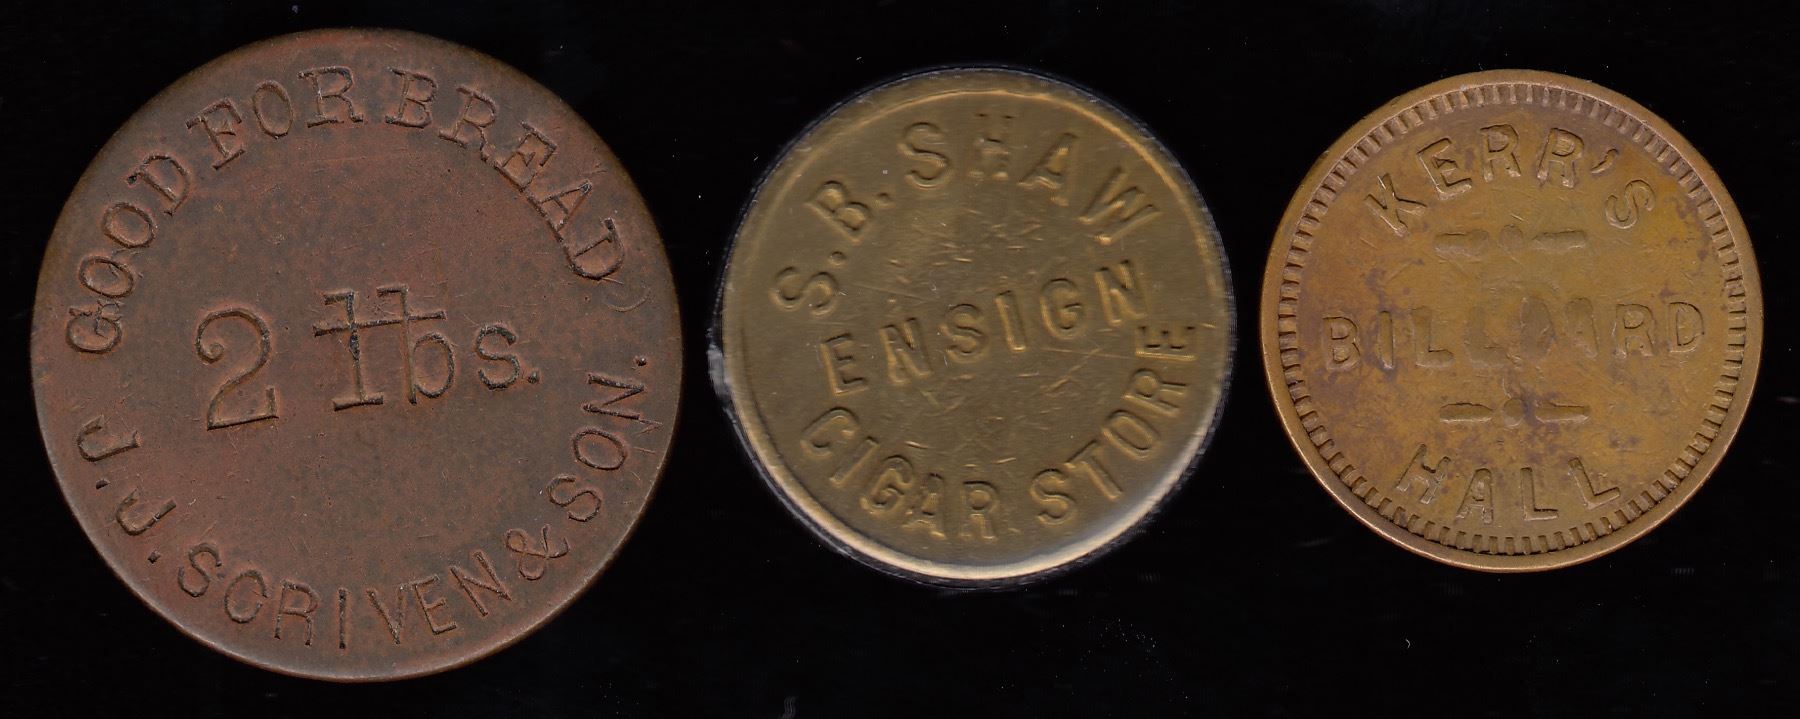 GOOD FOR BREAD
2 lbs.
J. J. SCRIVEN & SON.
S. B. SHAW
ENSIGN
CIGAR STORE
KERR'S
BILLIARD
HALL